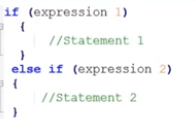 if (expression 1)
{
//Statement 1
}
else if (expression 2)
{
//Statement 2
}